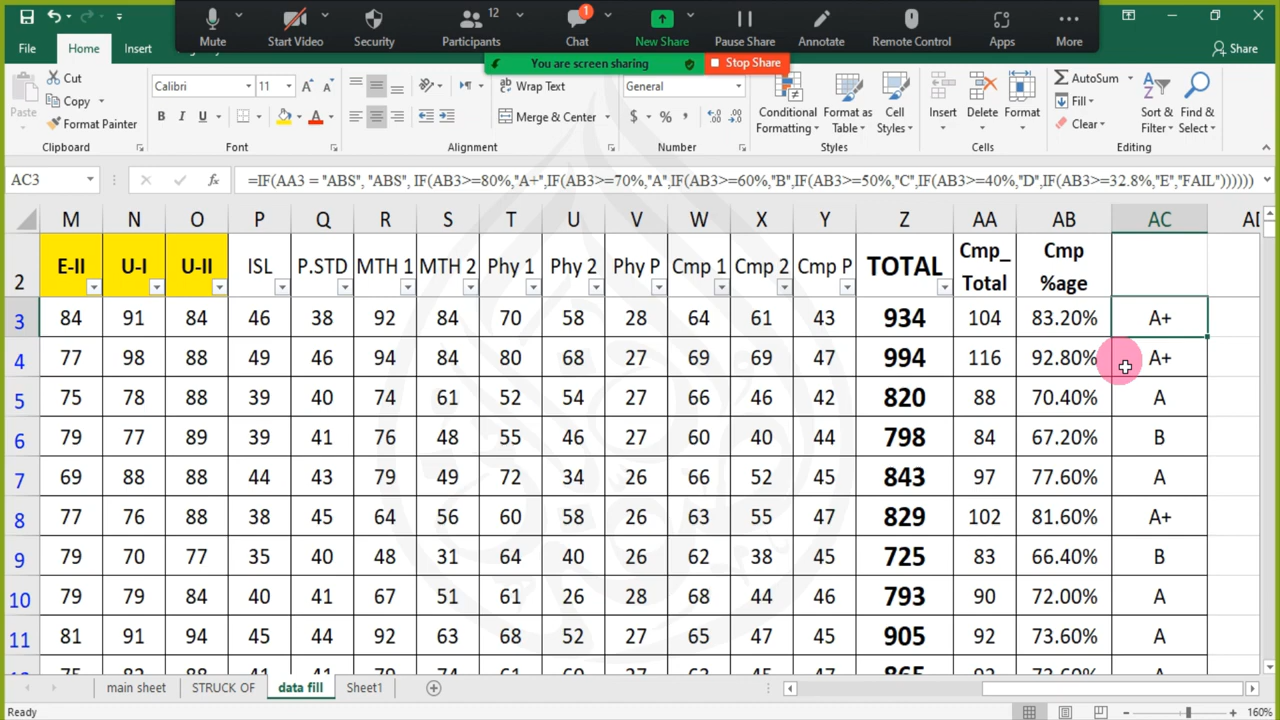 Mute
Start Video
Security
12
Participants
1
Chat
New Share
Pause Share
Annotate
Remote Control
Apps
More
You are screen sharing
Stop Share
File
Home
Insert
Share
Paste
Cut
Copy
Format Painter
Clipboard
Calibri
11
B I U
Font
Wrap Text
Merge & Center
Alignment
General
$ % ,
Number
Conditional Formatting
Format as Table
Cell Styles
Styles
Insert
Delete
Format
Cells
AutoSum
Fill
Clear
Sort & Filter
Find & Select
Editing
AC3
fx
=IF(AA3 = "ABS", "ABS", IF(AB3>=80%,"A+",IF(AB3>=70%,"A",IF(AB3>=60%,"B",IF(AB3>=50%,"C",IF(AB3>=40%,"D",IF(AB3>=32.8%,"E","FAIL")))))))
M N O P Q R S T U V W X Y Z AA AB AC
2 E-II U-I U-II ISL P.STD MTH 1 MTH 2 Phy 1 Phy 2 Phy P Cmp 1 Cmp 2 Cmp P TOTAL Cmp_ Total Cmp %age
3 84 91 84 46 38 92 84 70 58 28 64 61 43 934 104 83.20% A+
4 77 98 88 49 46 94 84 80 68 27 69 69 47 994 116 92.80% A+
5 75 78 88 39 40 74 61 52 54 27 66 46 42 820 88 70.40% A
6 79 77 89 39 41 76 48 55 46 27 60 40 44 798 84 67.20% B
7 69 88 88 44 43 79 49 72 34 26 66 52 45 843 97 77.60% A
8 77 76 88 38 45 64 56 60 58 26 63 55 47 829 102 81.60% A+
9 79 70 77 35 40 48 31 64 40 26 62 38 45 725 83 66.40% B
10 79 79 84 40 41 67 51 61 26 28 68 44 46 793 90 72.00% A
11 81 91 94 45 44 92 63 68 52 27 65 47 45 905 92 73.60% A
main sheet
STRUCK OF
data fill
Sheet1
Ready
160%